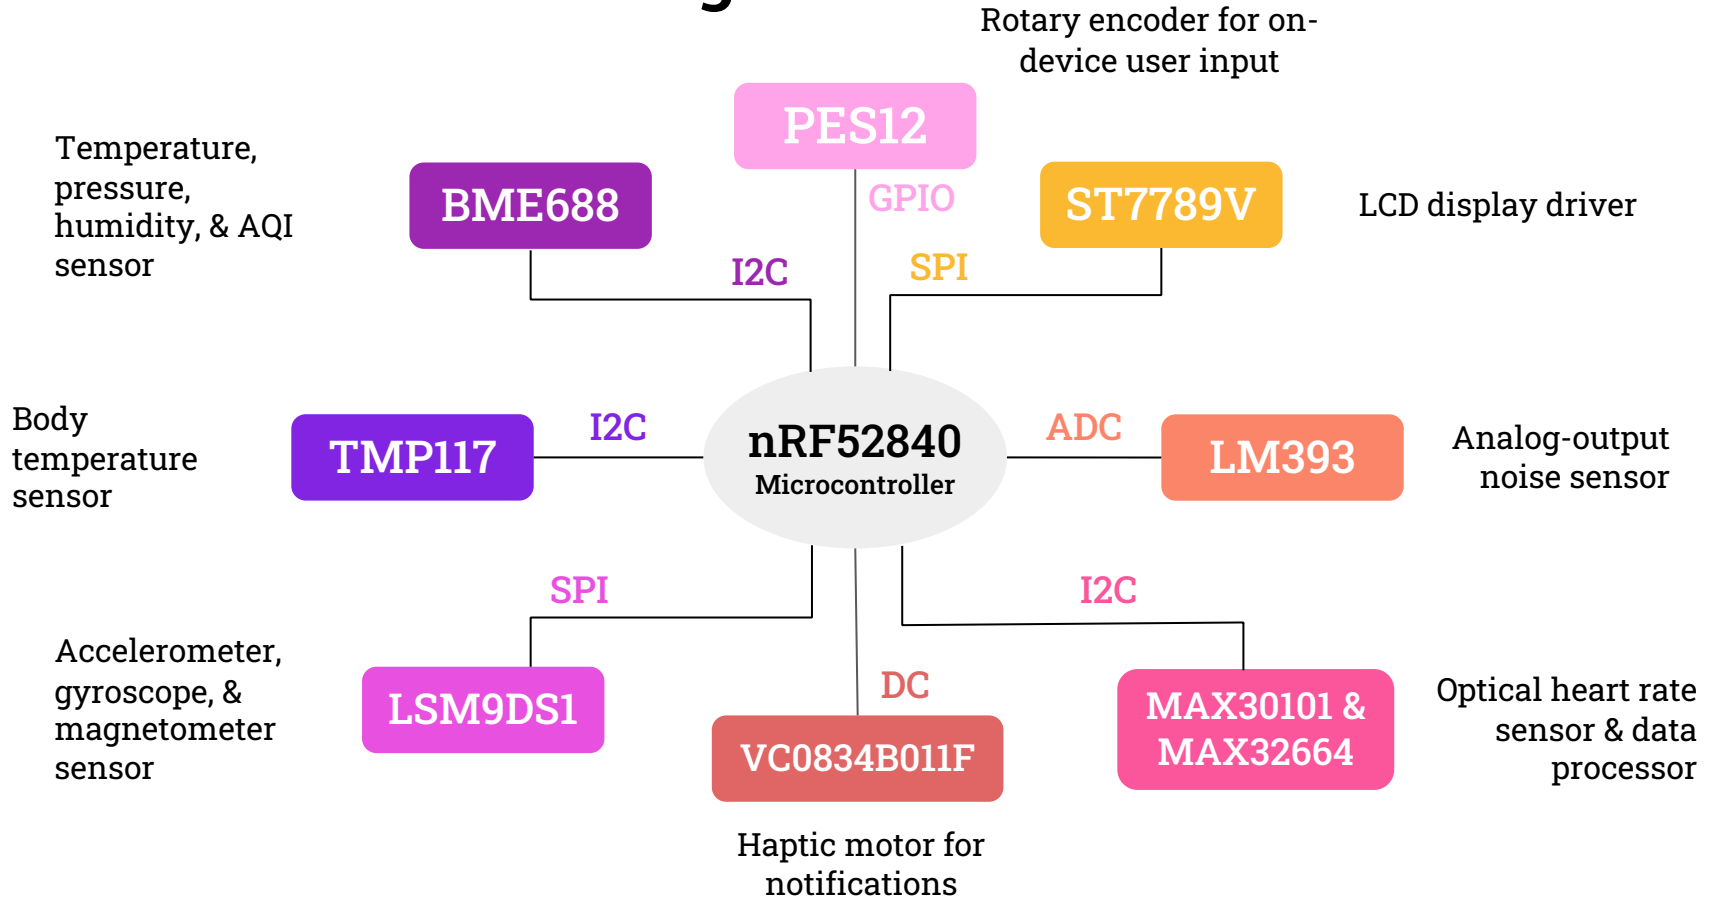 Rotary encoder for on-
device user input
PES12
GPIO
Temperature,
pressure,
humidity, & AQI
sensor
BME688
I2C
ST7789V
SPI
LCD display driver
Body
temperature
sensor
TMP117
I2C
nRF52840
Microcontroller
ADC
LM393
Analog-output
noise sensor
SPI
Accelerometer,
gyroscope, &
magnetometer
sensor
LSM9DS1
DC
VC0834B011F
Haptic motor for
notifications
I2C
MAX30101 &
MAX32664
Optical heart rate
sensor & data
processor